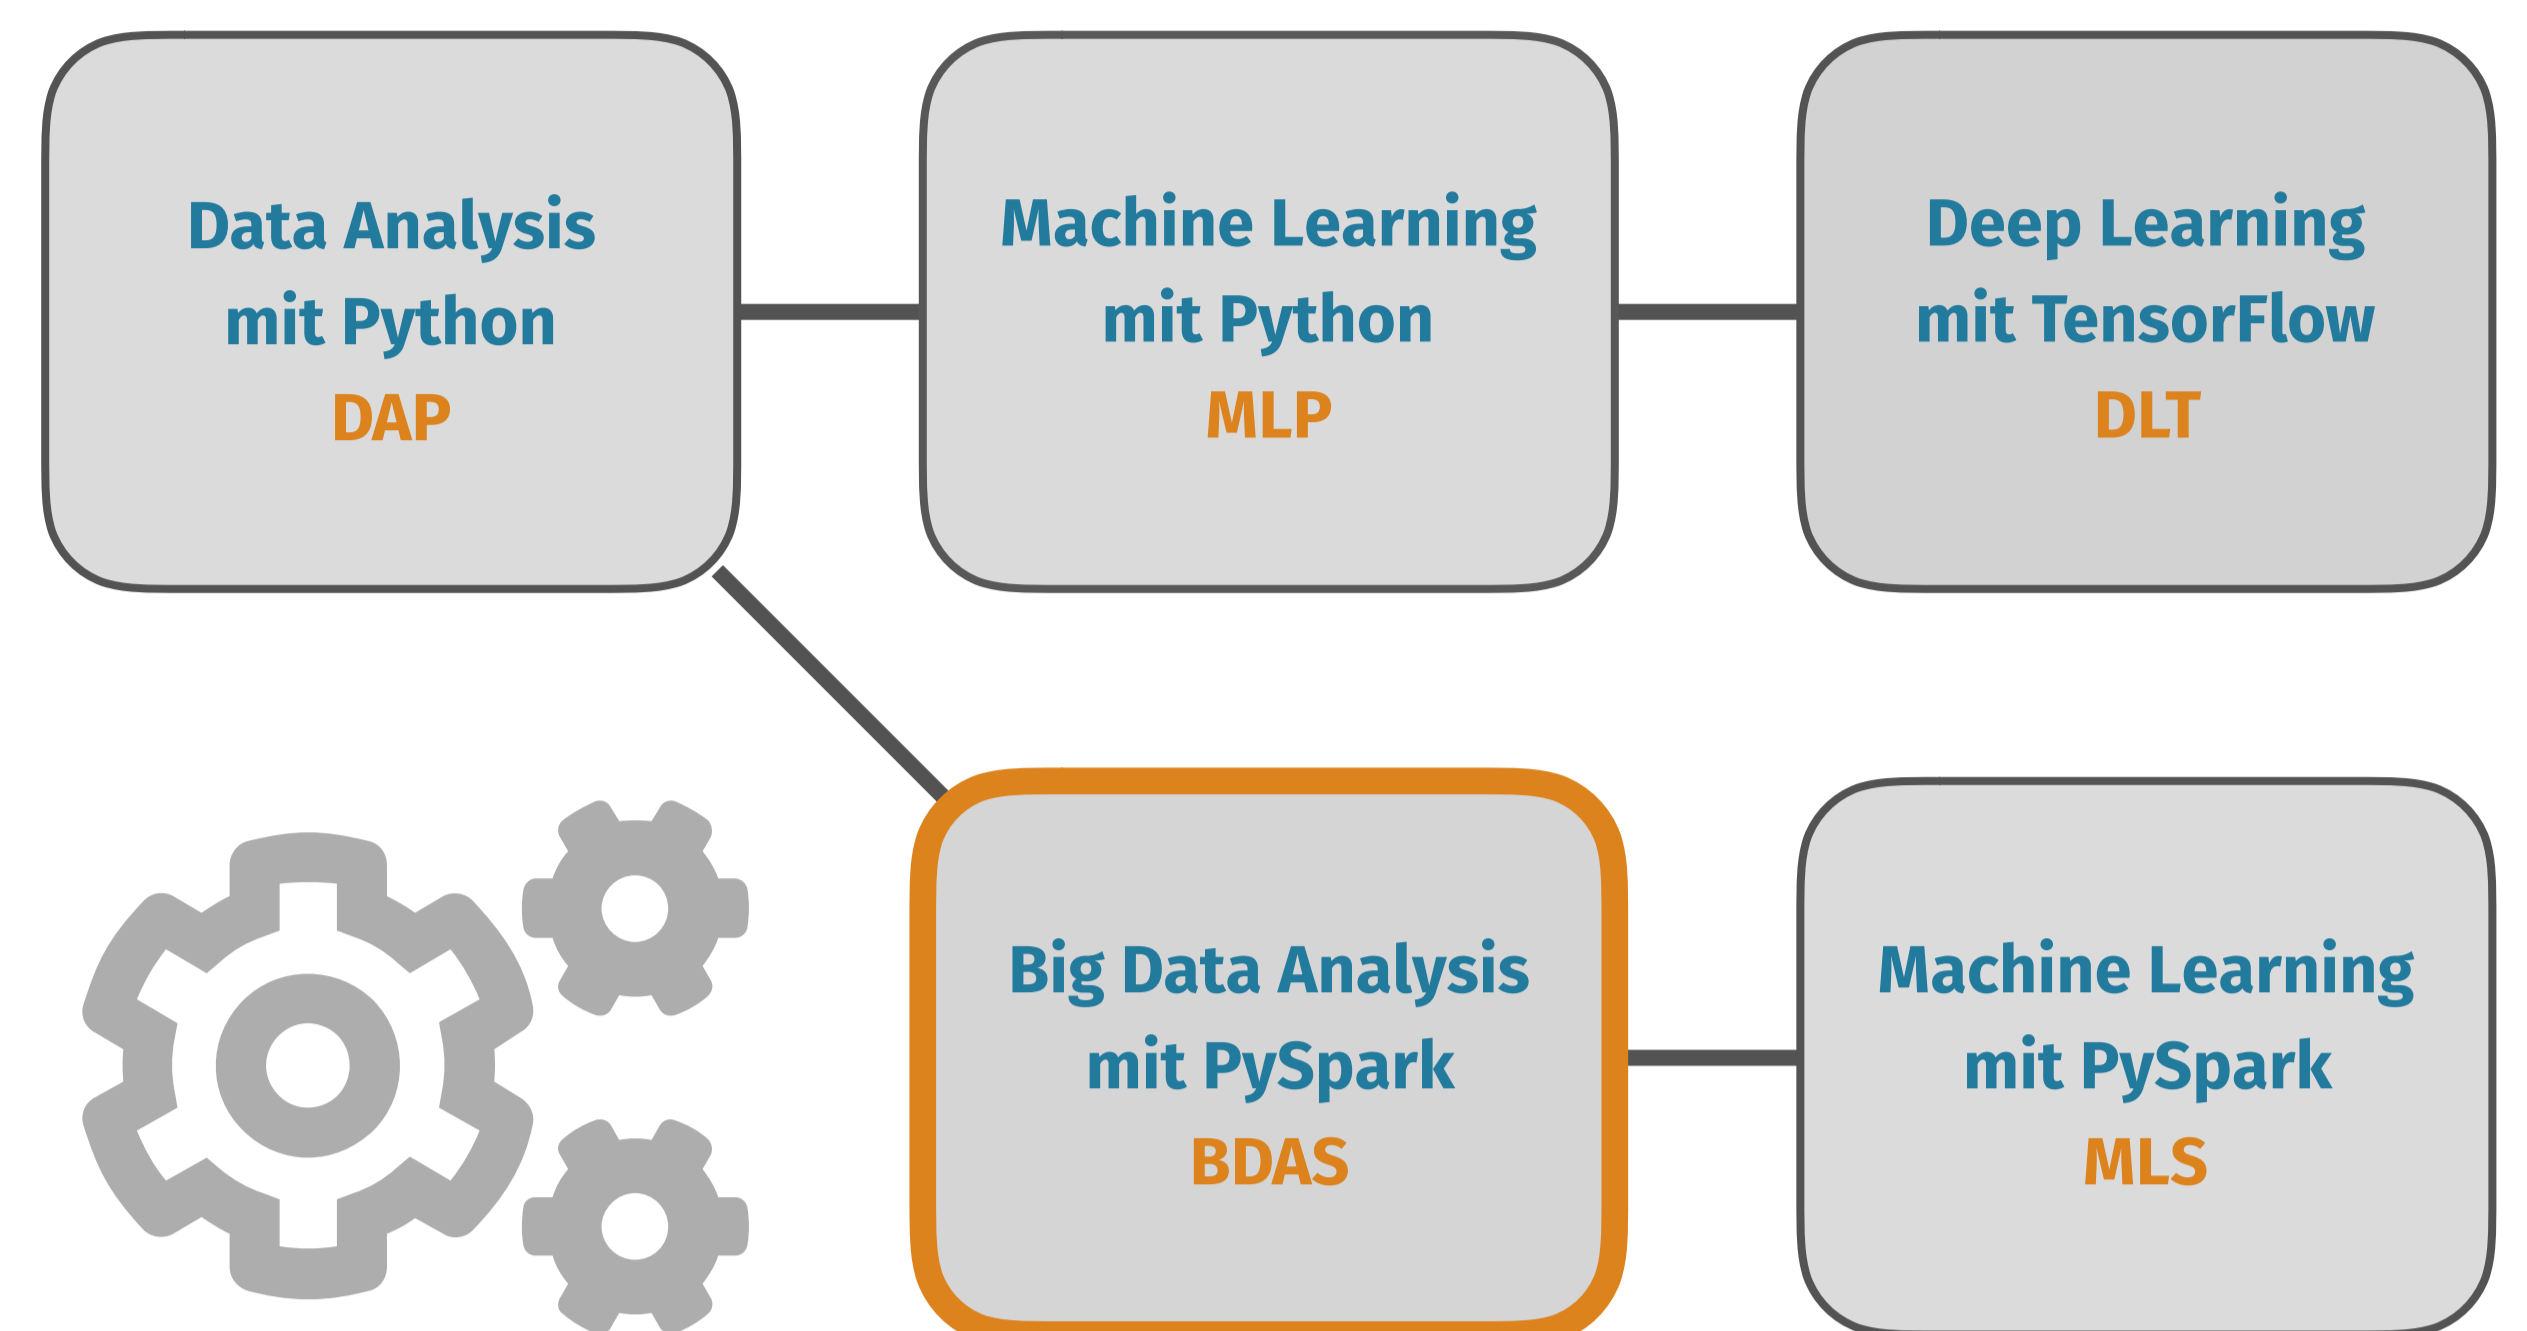 Data Analysis
mit Python
DAP
Machine Learning
mit Python
MLP
Deep Learning
mit TensorFlow
DLT
Big Data Analysis
mit PySpark
BDAS
Machine Learning
mit PySpark
MLS